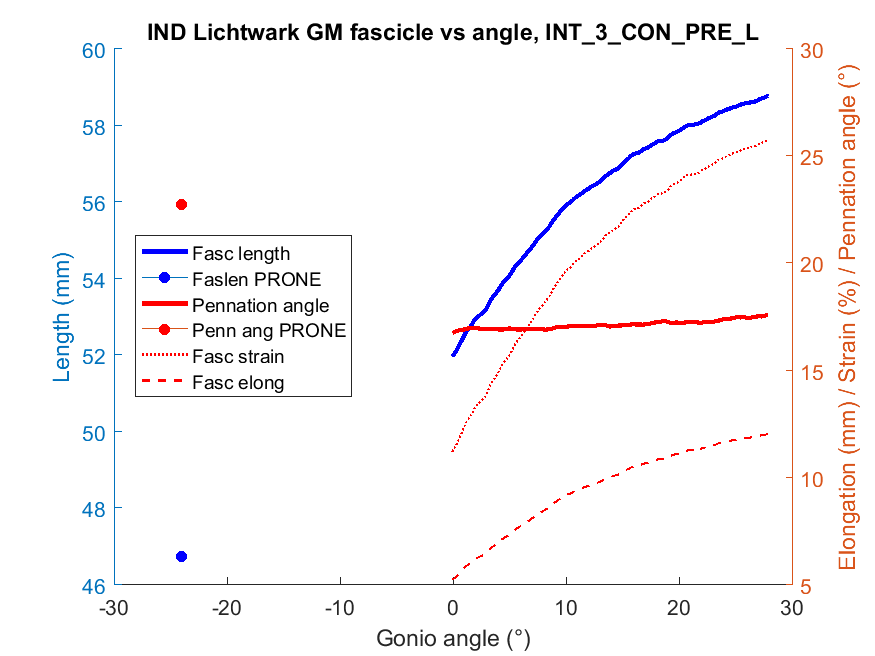 IND Lichtwark GM fascicle vs angle, INT_3_CON_PRE_L
60
58
56
54
52
50
48
46
Length (mm)
30
25
20
15
10
5
Elongation (mm) / Strain (%) / Pennation angle (°)
Fasc length
Faslen PRONE
Pennation angle
Penn ang PRONE
Fasc strain
Fasc elong
-30 -20 -10 0 10 20 30
Gonio angle (°)